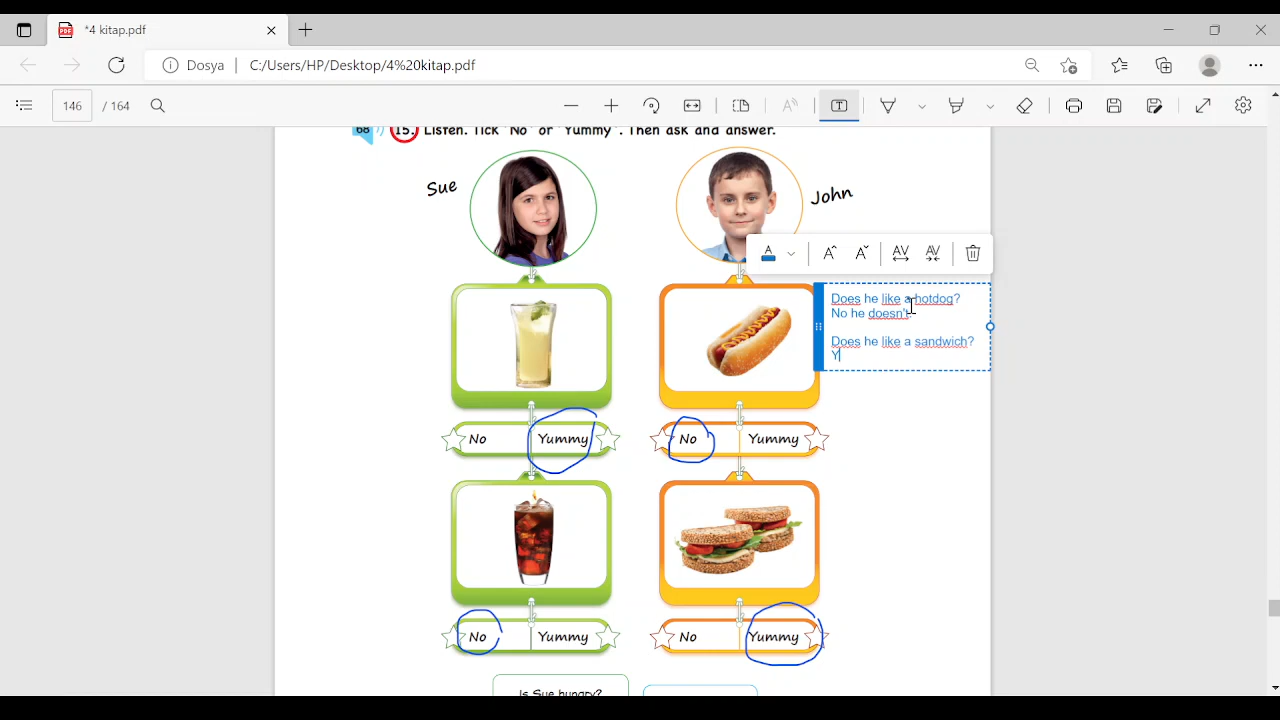 *4 kitap.pdf
Dosya | C:/Users/HP/Desktop/4%20kitap.pdf
146 / 164
68 15. Listen. Tick "No" or "Yummy". Then ask and answer.
Sue
John
Does he like a hotdog?
No he doesn't.
Does he like a sandwich?
Y
No Yummy
No Yummy
No Yummy
No Yummy
Is Sue hungry?